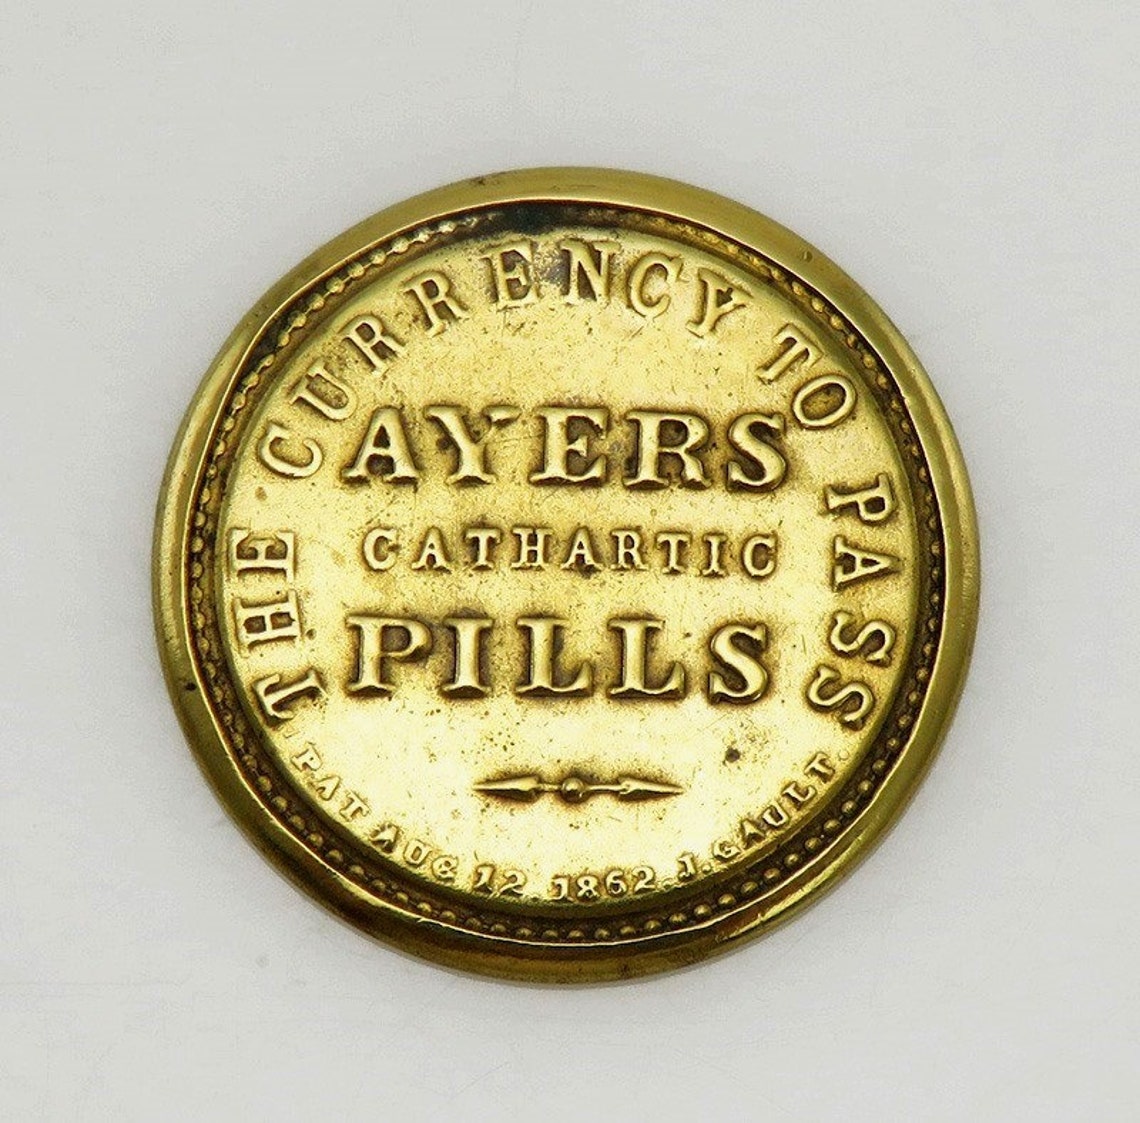 THE CURRENCY TO PASS
AYERS
CATHARTIC
PILLS
PAT AUG 12 1862 J. GAULT.